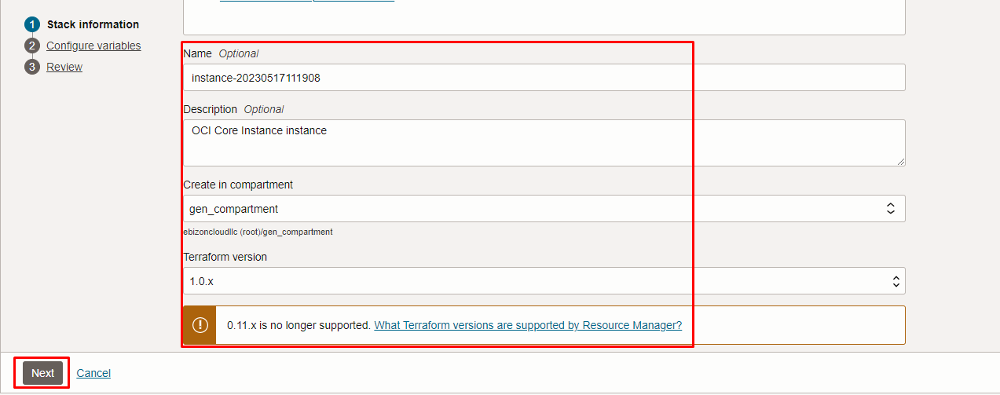 1 Stack information
2 Configure variables
3 Review
Name Optional
instance-20230517111908
Description Optional
OCI Core Instance instance
Create in compartment
gen_compartment
ebizoncloudllc (root)/gen_compartment
Terraform version
1.0.x
0.11.x is no longer supported. What Terraform versions are supported by Resource Manager?
Next Cancel